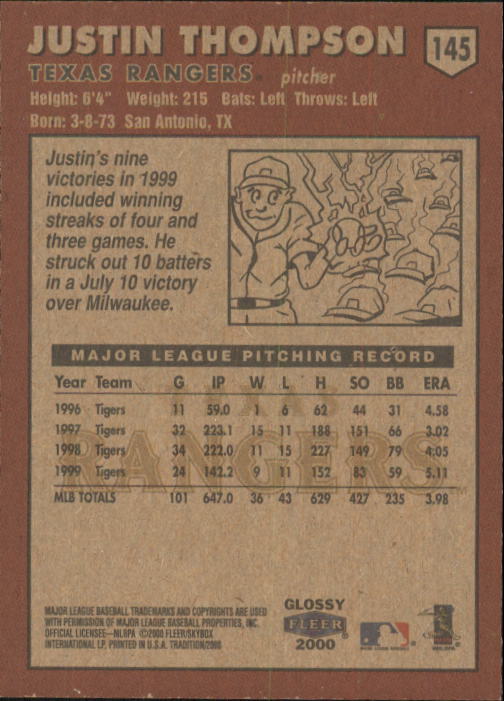 JUSTIN THOMPSON
145
TEXAS RANGERS. pitcher
Height: 6'4" Weight: 215 Bats: Left Throws: Left
Born: 3-8-73 San Antonio, TX
Justin's nine
victories in 1999
included winning
streaks of four and
three games. He
struck out 10 batters
in a July 10 victory
over Milwaukee.
MAJOR LEAGUE PITCHING RECORD
Year Team G IP W L H SO BB ERA
1996 Tigers 11 59.0 1 6 62 44 31 4.58
1997 Tigers 32 223.1 15 11 188 151 66 3.02
1998 Tigers 34 222.0 11 15 227 149 79 4.05
1999 Tigers 24 142.2 9 11 152 83 59 5.11
MLB TOTALS 101 647.0 36 43 629 427 235 3.98
TEXAS
RANGERS
MAJOR LEAGUE BASEBALL TRADEMARKS AND COPYRIGHTS ARE USED
WITH PERMISSION OF MAJOR LEAGUE BASEBALL PROPERTIES, INC.
OFFICIAL LICENSEE—MLBPA ©2000 FLEER/SKYBOX
INTERNATIONAL LP. PRINTED IN U.S.A. TRADITION/2000
GLOSSY
FLEER
2000